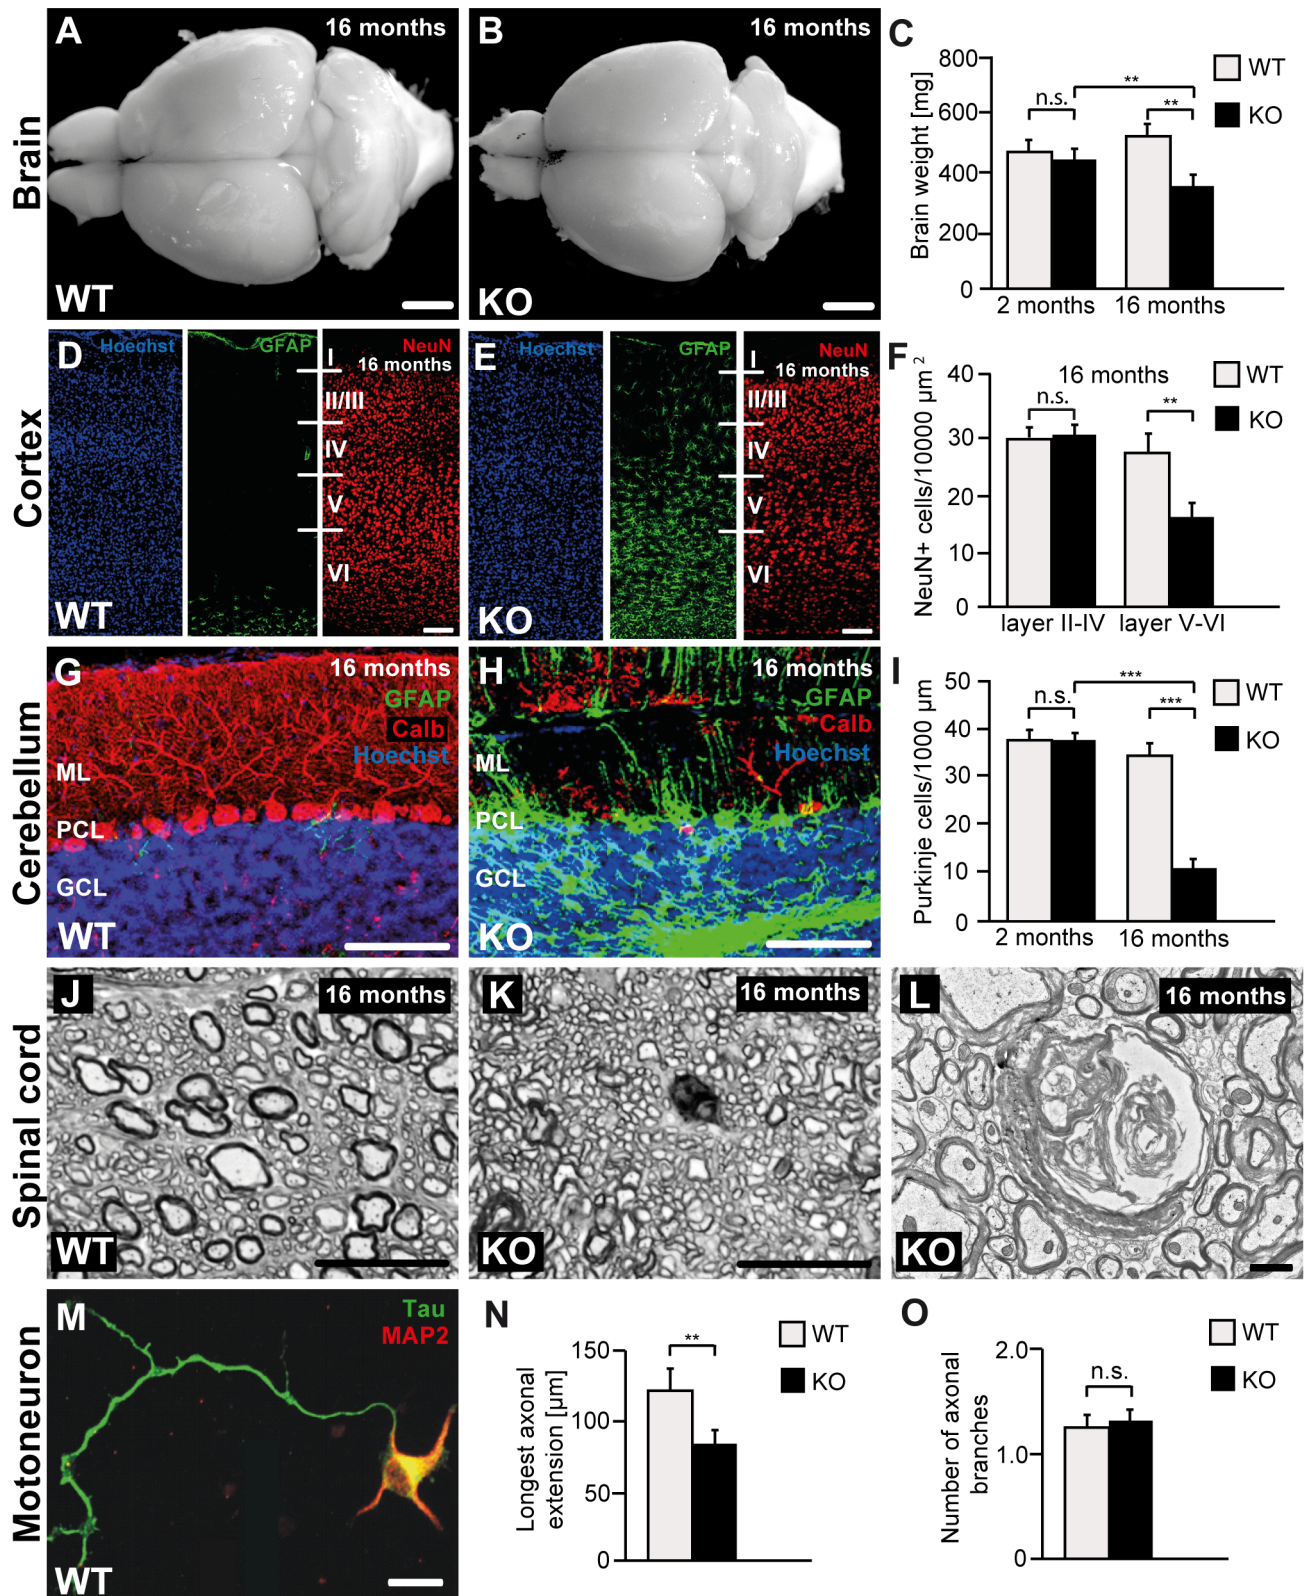 Brain
A
16 months
WT
B
16 months
KO
C
Brain weight [mg]
800
600
400
200
0
n.s.
**
**
2 months
16 months
WT
KO
Cortex
D
Hoechst
GFAP
NeuN
16 months
I
II/III
IV
V
VI
WT
E
Hoechst
GFAP
NeuN
16 months
I
II/III
IV
V
VI
KO
F
NeuN+ cells/10000 µm²
40
30
20
10
0
16 months
n.s.
**
layer II-IV
layer V-VI
WT
KO
Cerebellum
G
16 months
GFAP
Calb
Hoechst
ML
PCL
GCL
WT
H
16 months
GFAP
Calb
Hoechst
ML
PCL
GCL
KO
I
Purkinje cells/1000 µm
50
40
30
20
10
0
n.s.
***
***
2 months
16 months
WT
KO
Spinal cord
J
16 months
WT
K
16 months
KO
L
16 months
KO
Motoneuron
M
Tau
MAP2
WT
N
Longest axonal
extension [µm]
150
100
50
0
**
WT
KO
O
Number of axonal
branches
2.0
1.0
0
n.s.
WT
KO